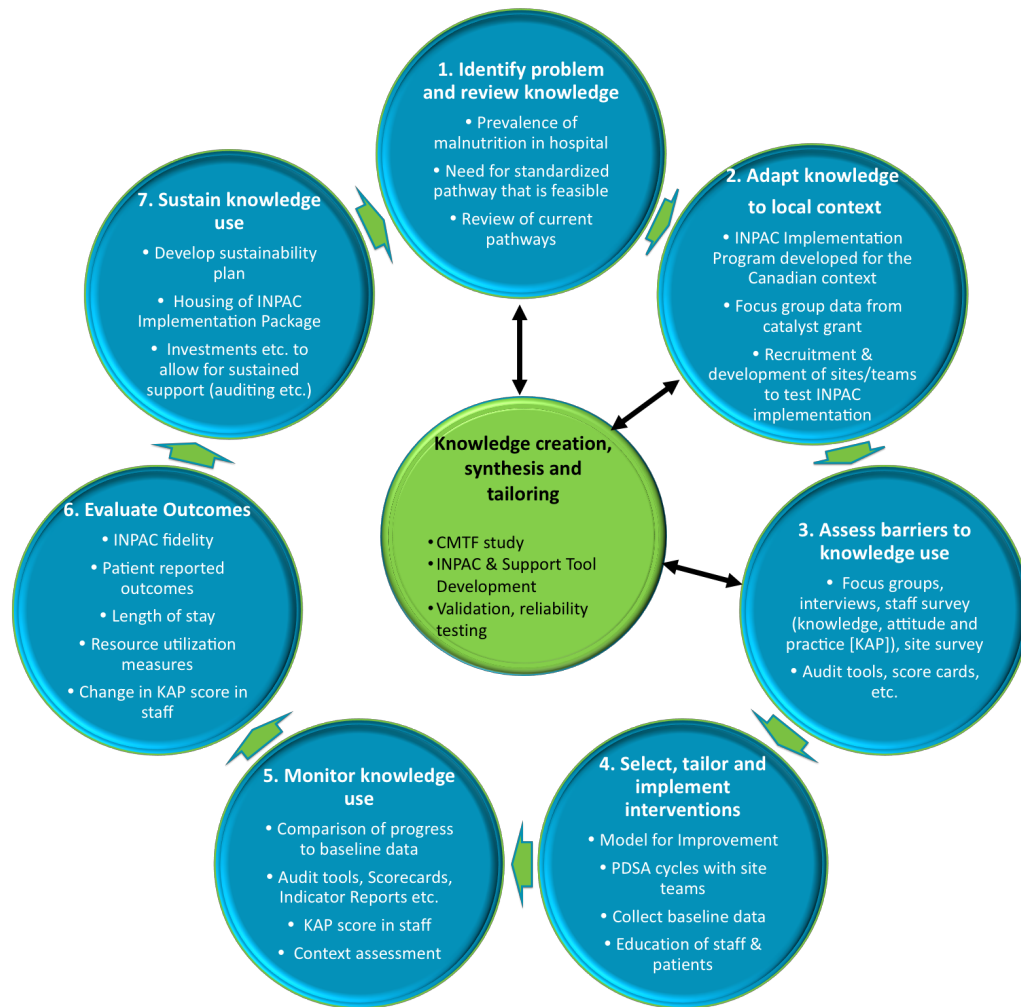 1. Identify problem
and review knowledge
• Prevalence of
malnutrition in hospital
• Need for standardized
pathway that is feasible
• Review of current
pathways
2. Adapt knowledge
to local context
• INPAC Implementation
Program developed for the
Canadian context
• Focus group data from
catalyst grant
• Recruitment &
development of sites/teams
to test INPAC
implementation
3. Assess barriers to
knowledge use
• Focus groups,
interviews, staff survey
(knowledge, attitude and
practice [KAP]), site survey
• Audit tools, score cards,
etc.
4. Select, tailor and
implement
interventions
• Model for Improvement
• PDSA cycles with site
teams
• Collect baseline data
• Education of staff &
patients
5. Monitor knowledge
use
• Comparison of progress
to baseline data
• Audit tools, Scorecards,
Indicator Reports etc.
• KAP score in staff
• Context assessment
6. Evaluate Outcomes
• INPAC fidelity
• Patient reported
outcomes
• Length of stay
• Resource utilization
measures
• Change in KAP score in
staff
7. Sustain knowledge
use
• Develop sustainability
plan
• Housing of INPAC
Implementation Package
• Investments etc. to
allow for sustained
support (auditing etc.)
Knowledge creation,
synthesis and
tailoring
• CMTF study
• INPAC & Support Tool
Development
• Validation, reliability
testing